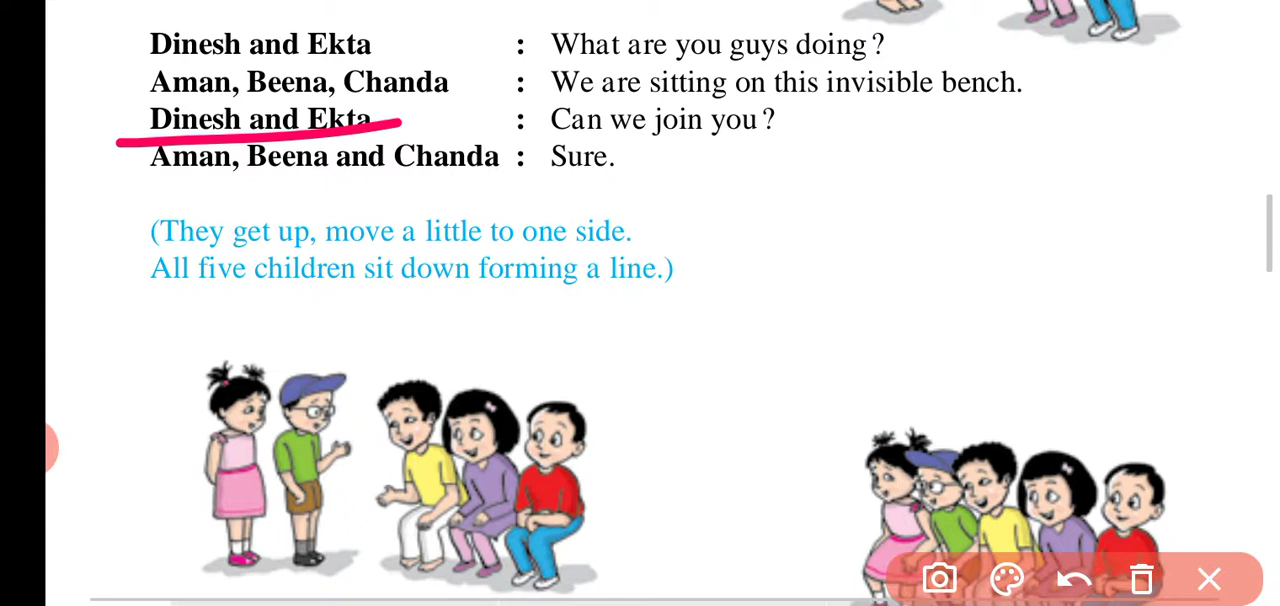 Dinesh and Ekta : What are you guys doing?
Aman, Beena, Chanda : We are sitting on this invisible bench.
Dinesh and Ekta : Can we join you?
Aman, Beena and Chanda : Sure.
(They get up, move a little to one side.
All five children sit down forming a line.)